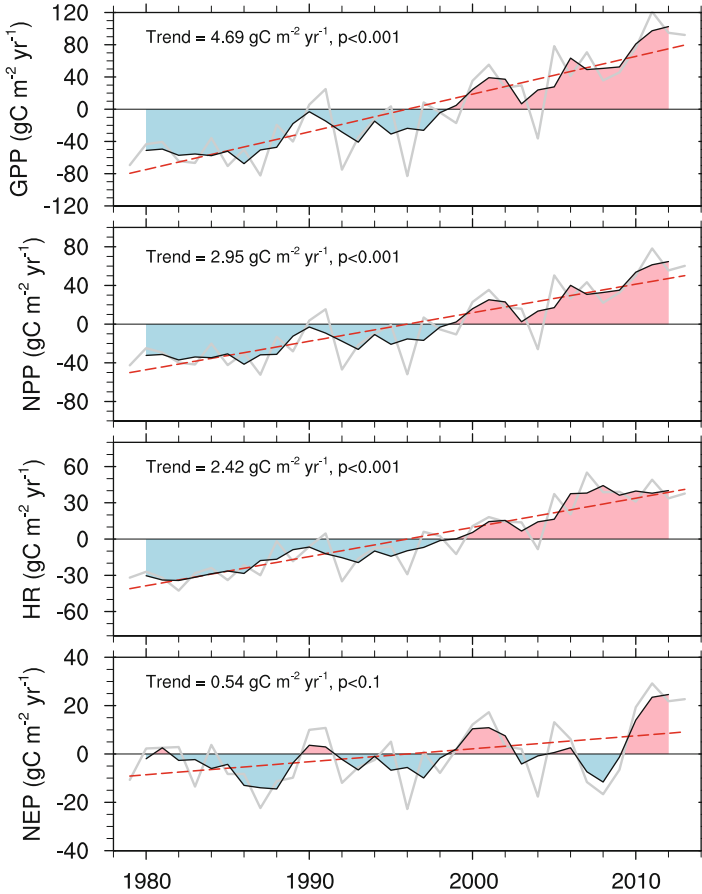 120
80
40
0
-40
-80
-120
GPP (gC m⁻² yr⁻¹)
Trend = 4.69 gC m⁻² yr⁻¹, p<0.001
80
40
0
-40
-80
NPP (gC m⁻² yr⁻¹)
Trend = 2.95 gC m⁻² yr⁻¹, p<0.001
60
30
0
-30
-60
HR (gC m⁻² yr⁻¹)
Trend = 2.42 gC m⁻² yr⁻¹, p<0.001
40
20
0
-20
-40
NEP (gC m⁻² yr⁻¹)
Trend = 0.54 gC m⁻² yr⁻¹, p<0.1
1980 1990 2000 2010